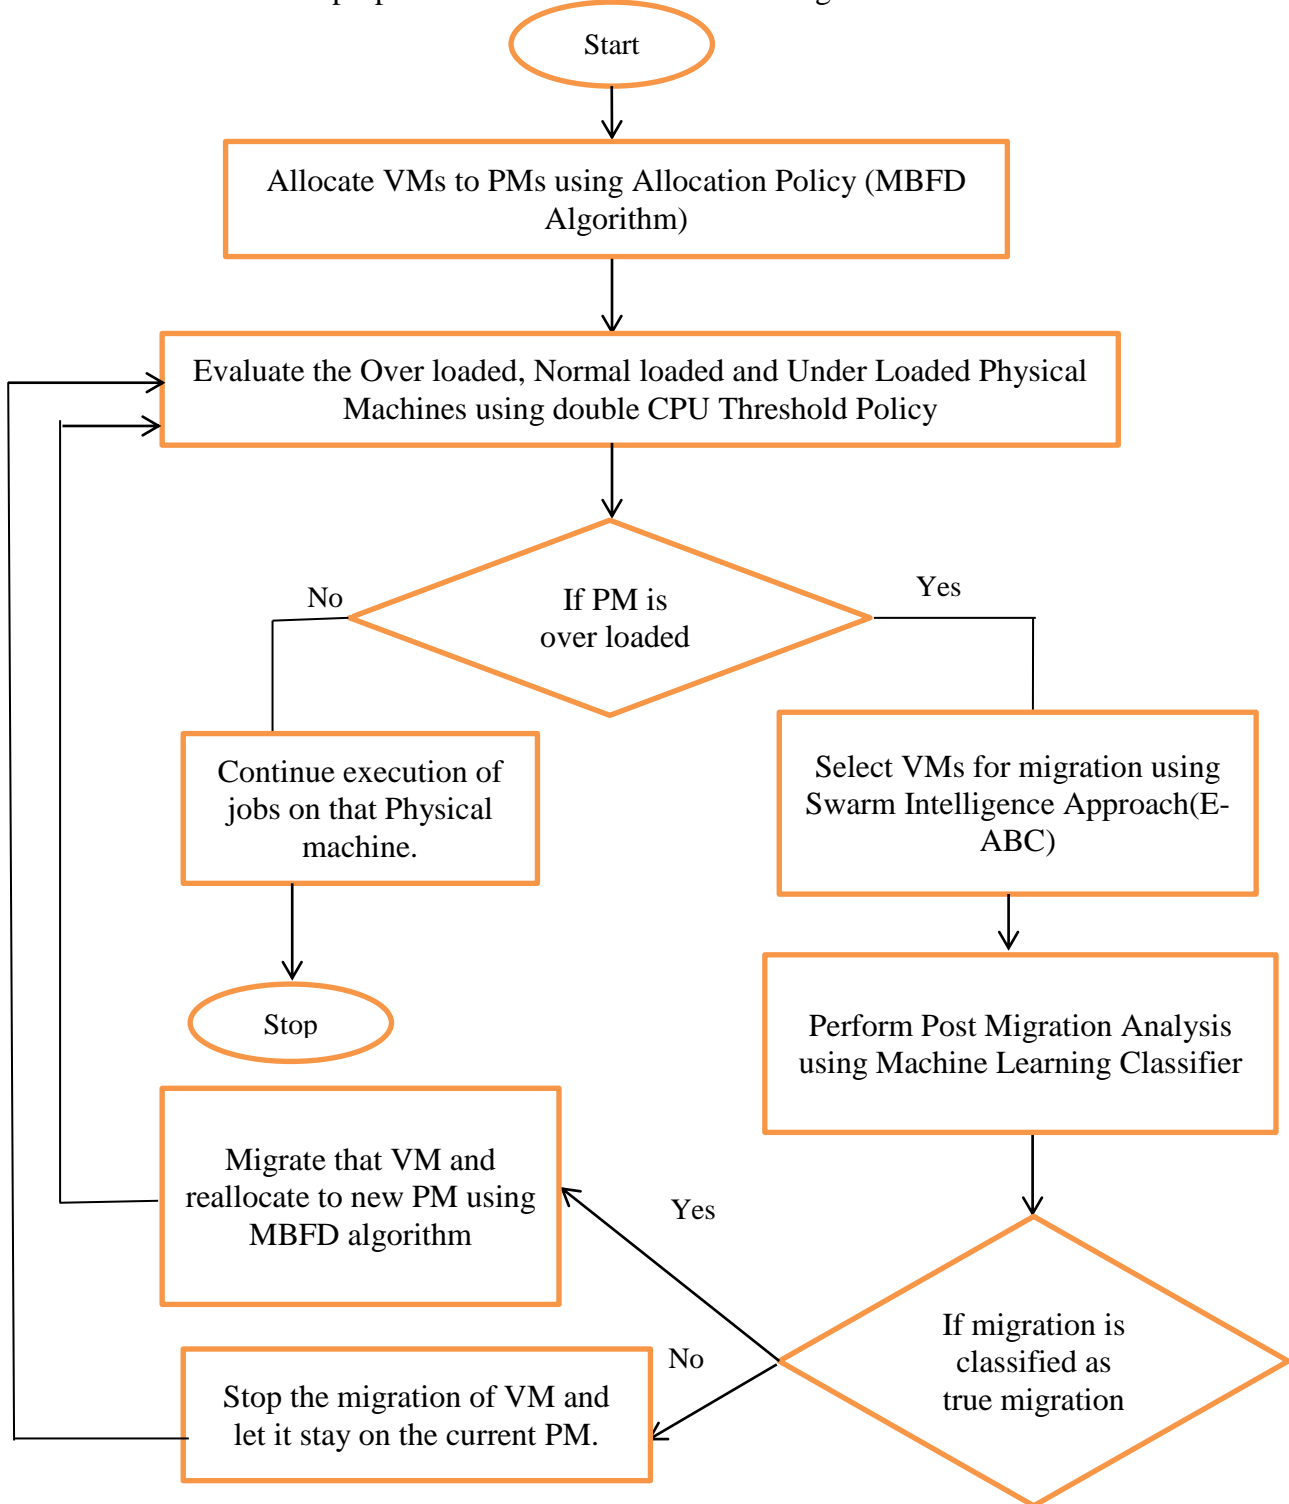 Start
Allocate VMs to PMs using Allocation Policy (MBFD
Algorithm)
Evaluate the Over loaded, Normal loaded and Under Loaded Physical
Machines using double CPU Threshold Policy
No
Yes
If PM is
over loaded
Continue execution of
jobs on that Physical
machine.
Select VMs for migration using
Swarm Intelligence Approach(E-
ABC)
Stop
Perform Post Migration Analysis
using Machine Learning Classifier
Migrate that VM and
reallocate to new PM using
MBFD algorithm
Yes
If migration is
classified as
true migration
No
Stop the migration of VM and
let it stay on the current PM.